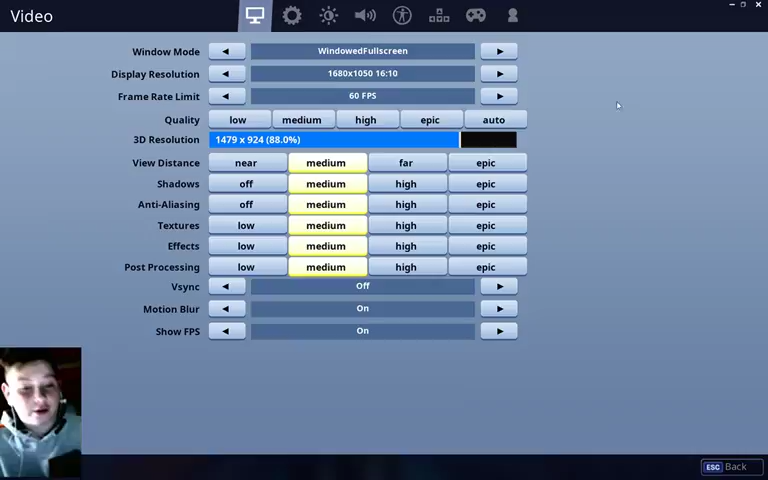 Video
Window Mode ◄ WindowedFullscreen ►
Display Resolution ◄ 1680x1050 16:10 ►
Frame Rate Limit ◄ 60 FPS ►
Quality low medium high epic auto
3D Resolution 1479 x 924 (88.0%)
View Distance near medium far epic
Shadows off medium high epic
Anti-Aliasing off medium high epic
Textures low medium high epic
Effects low medium high epic
Post Processing low medium high epic
Vsync ◄ Off ►
Motion Blur ◄ On ►
Show FPS ◄ On ►
ESC Back